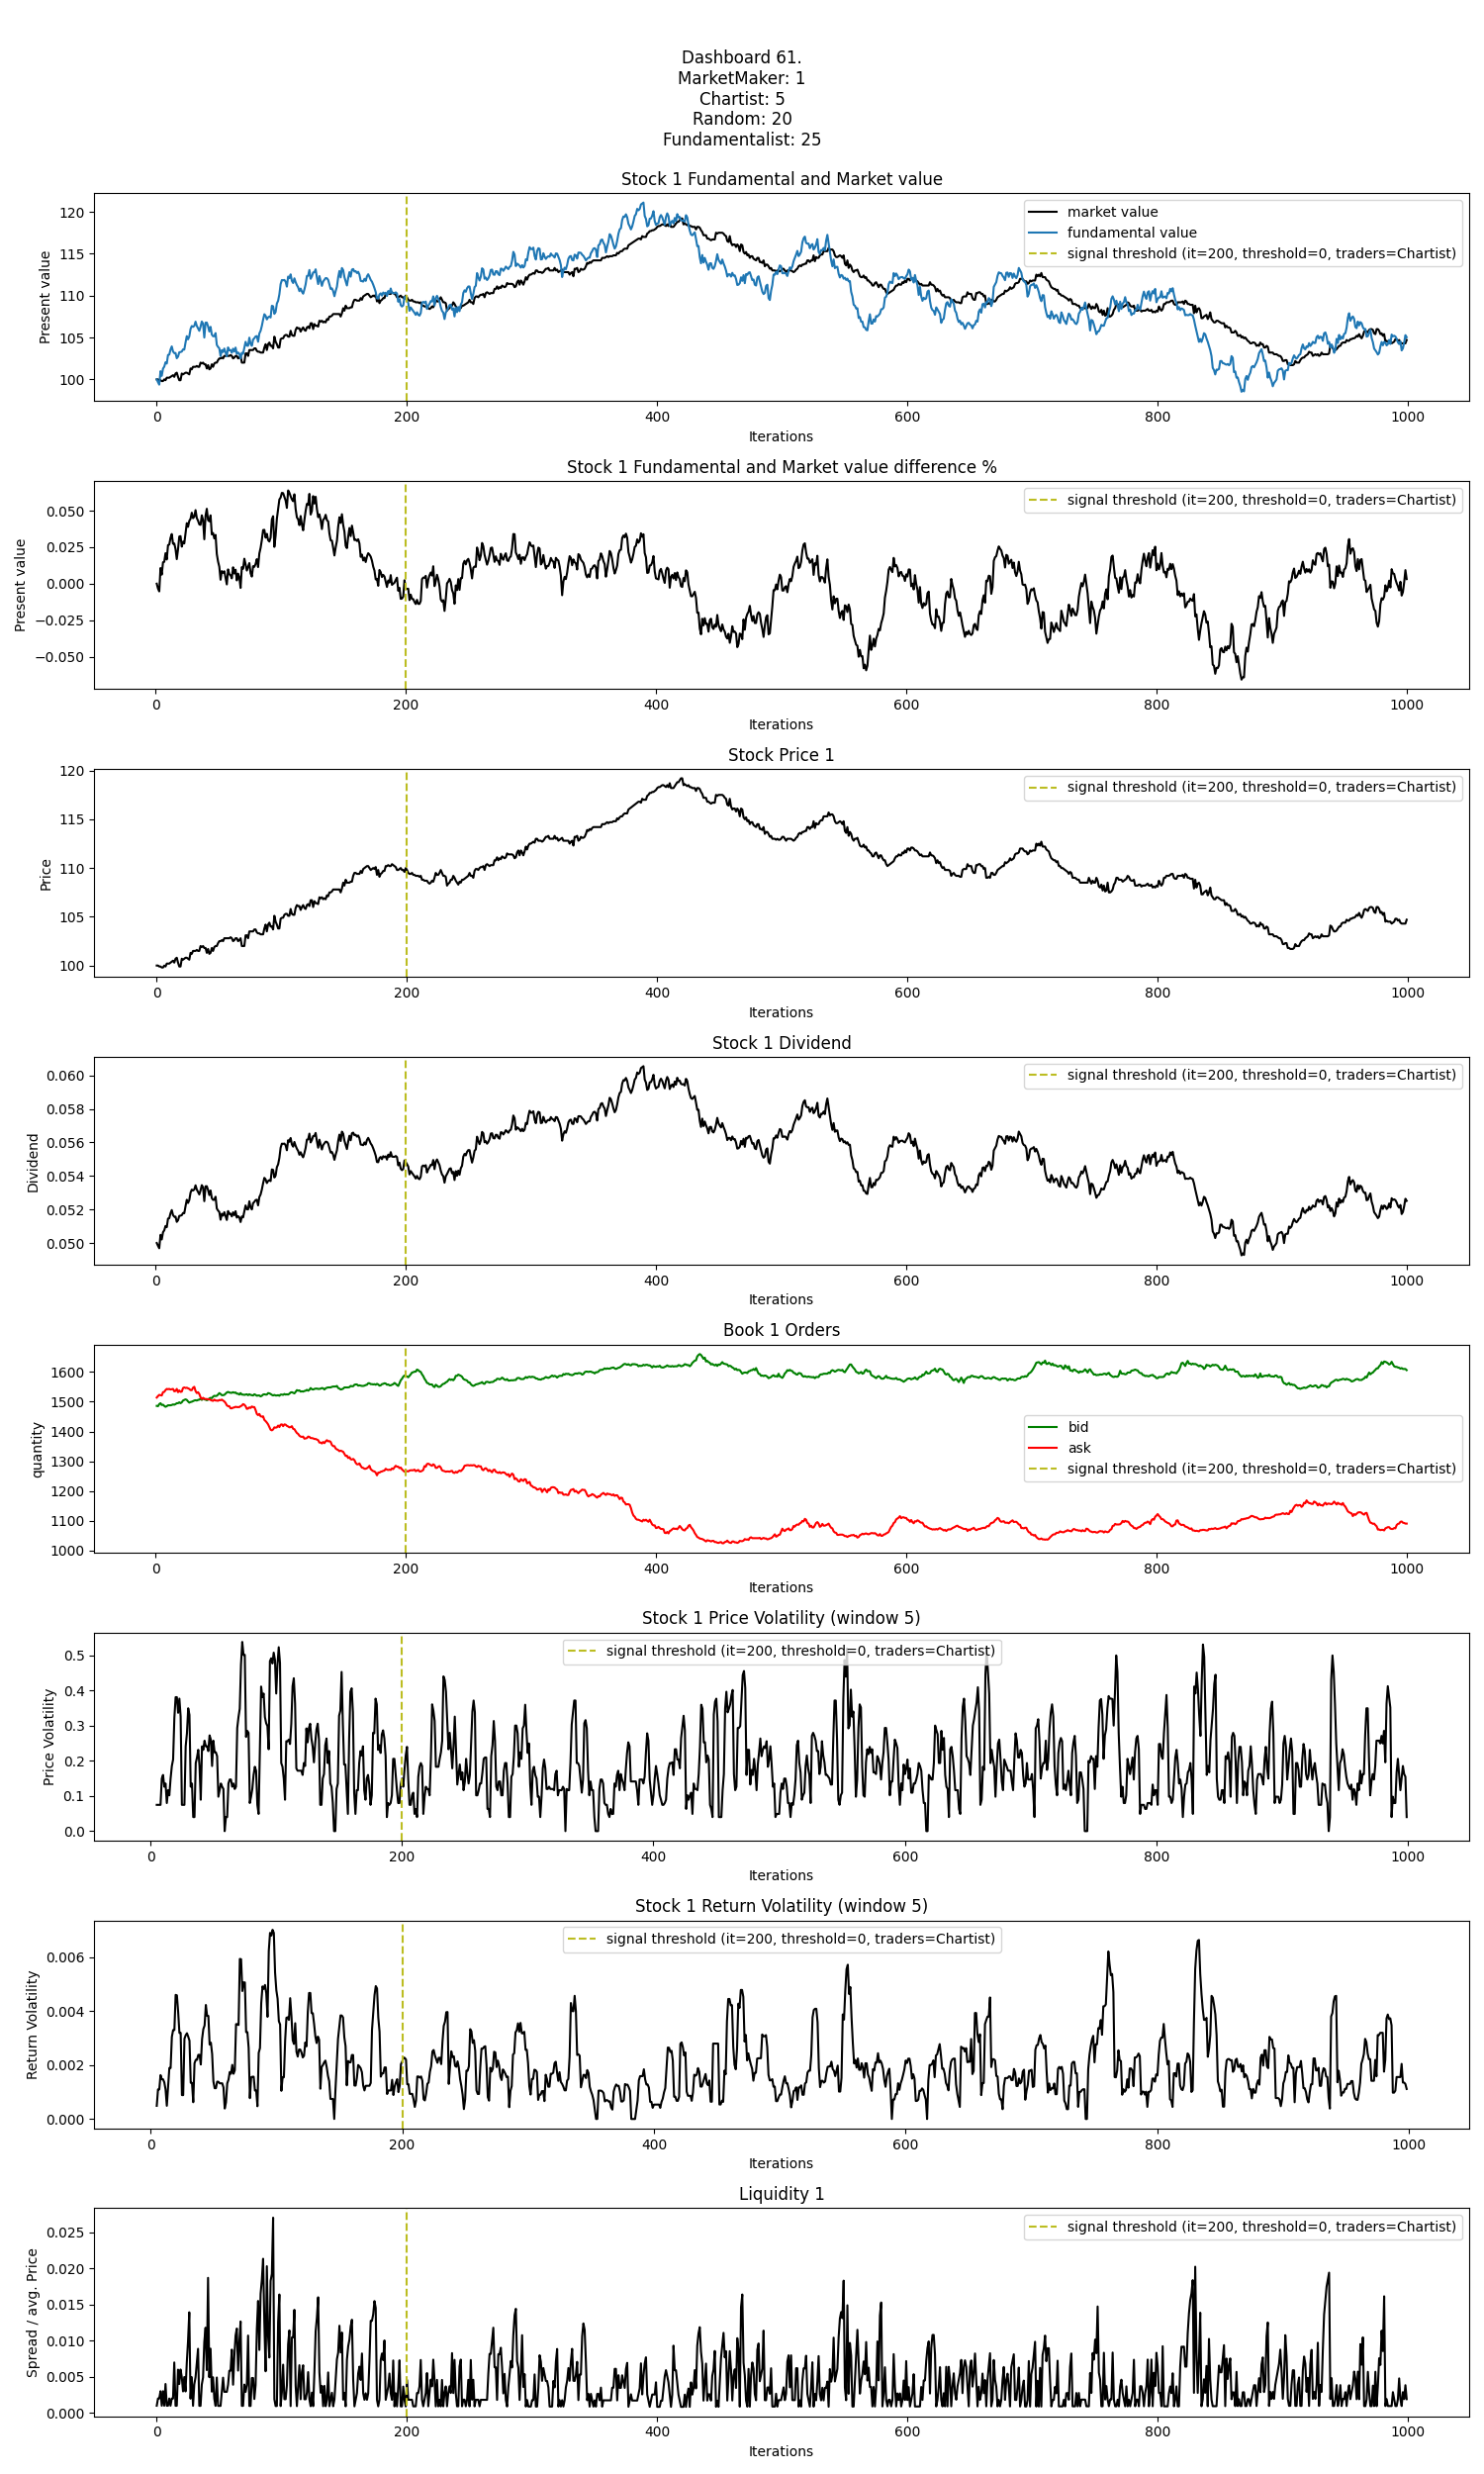 Dashboard 61.
MarketMaker: 1
Chartist: 5
Random: 20
Fundamentalist: 25
Stock 1 Fundamental and Market value
Present value
120
115
110
105
100
market value
fundamental value
signal threshold (it=200, threshold=0, traders=Chartist)
0 200 400 600 800 1000
Iterations
Stock 1 Fundamental and Market value difference %
Present value
0.050
0.025
0.000
−0.025
−0.050
signal threshold (it=200, threshold=0, traders=Chartist)
0 200 400 600 800 1000
Iterations
Stock Price 1
Price
120
115
110
105
100
signal threshold (it=200, threshold=0, traders=Chartist)
0 200 400 600 800 1000
Iterations
Stock 1 Dividend
Dividend
0.060
0.058
0.056
0.054
0.052
0.050
signal threshold (it=200, threshold=0, traders=Chartist)
0 200 400 600 800 1000
Iterations
Book 1 Orders
quantity
1600
1500
1400
1300
1200
1100
1000
bid
ask
signal threshold (it=200, threshold=0, traders=Chartist)
0 200 400 600 800 1000
Iterations
Stock 1 Price Volatility (window 5)
Price Volatility
0.5
0.4
0.3
0.2
0.1
0.0
signal threshold (it=200, threshold=0, traders=Chartist)
0 200 400 600 800 1000
Iterations
Stock 1 Return Volatility (window 5)
Return Volatility
0.006
0.004
0.002
0.000
signal threshold (it=200, threshold=0, traders=Chartist)
0 200 400 600 800 1000
Iterations
Liquidity 1
Spread / avg. Price
0.025
0.020
0.015
0.010
0.005
0.000
signal threshold (it=200, threshold=0, traders=Chartist)
0 200 400 600 800 1000
Iterations